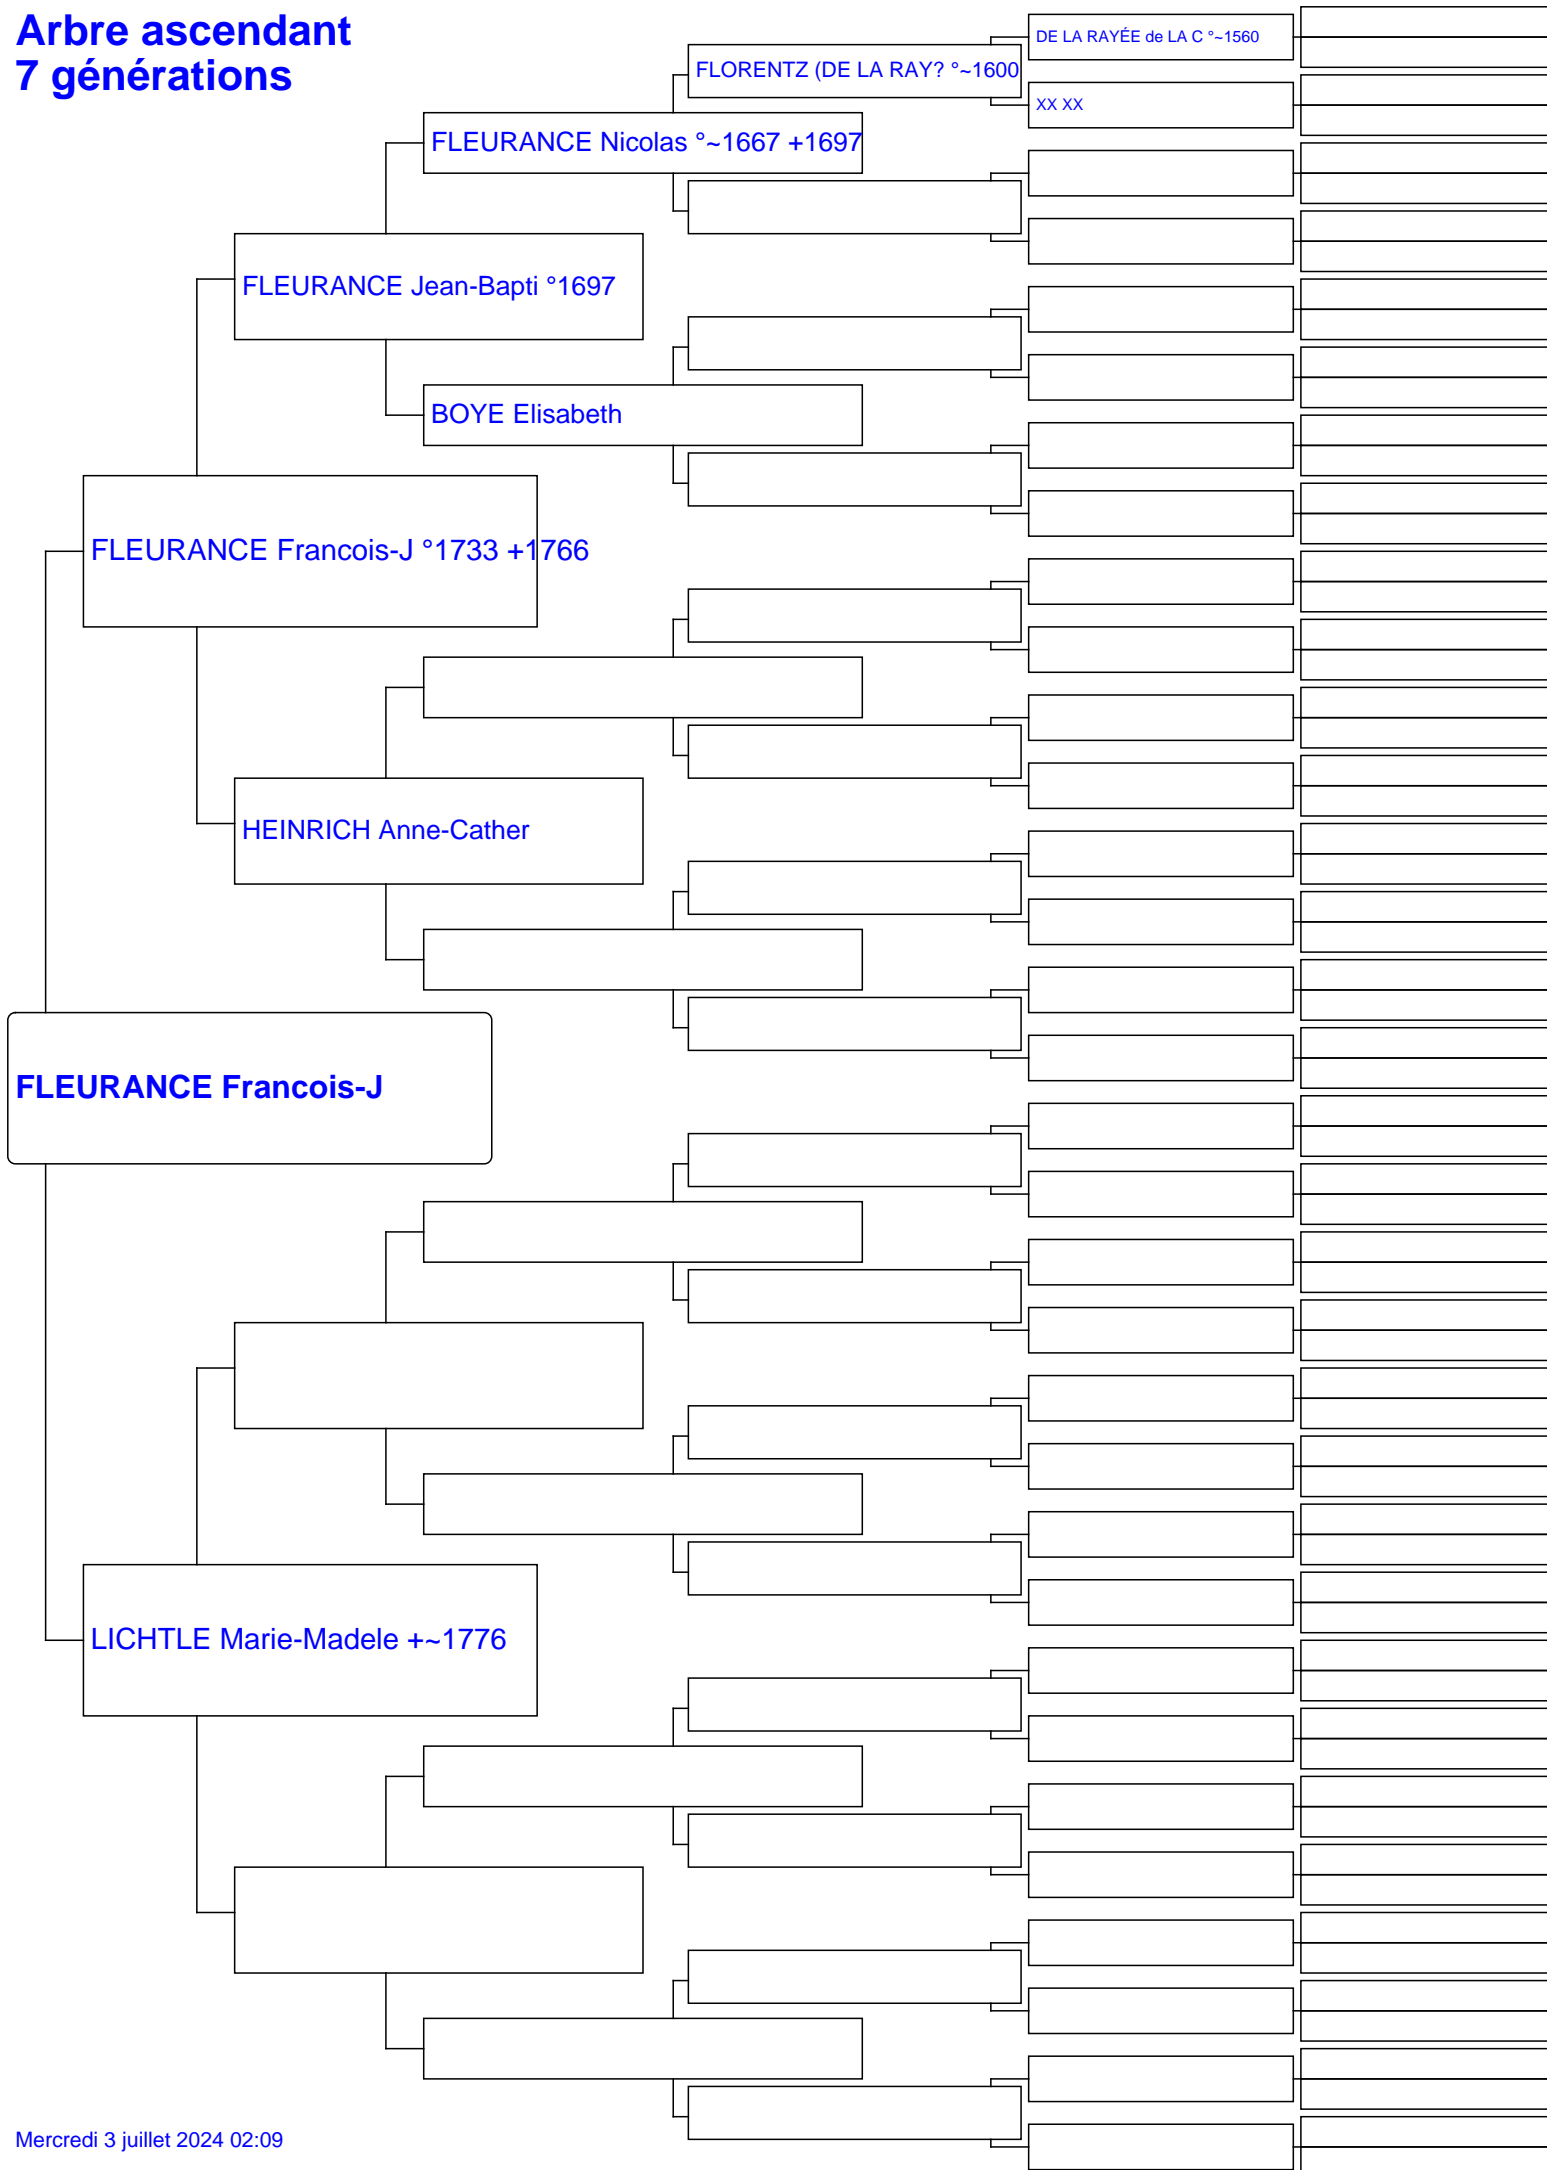 Arbre ascendant
7 générations
DE LA RAYÉE de LA C °~1560
FLORENTZ (DE LA RAY? °~1600
XX XX
FLEURANCE Nicolas °~1667 +1697
FLEURANCE Jean-Bapti °1697
BOYE Elisabeth
FLEURANCE Francois-J °1733 +1766
HEINRICH Anne-Cather
FLEURANCE Francois-J
LICHTLE Marie-Madele +~1776
Mercredi 3 juillet 2024 02:09